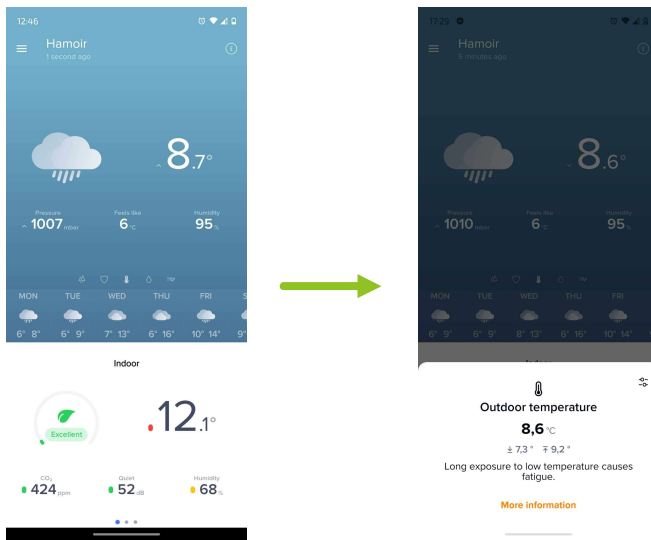 12:46
Hamoir
1 second ago
8.7°
Pressure
1007 mbar
Feels like
6 °C
Humidity
95 %
MON TUE WED THU FRI S
6° 8° 6° 9° 7° 13° 6° 16° 10° 14° 9°
Indoor
Excellent
12.1°
CO₂
424 ppm
Quiet
52 dB
Humidity
68 %
17:29
Hamoir
5 minutes ago
8.6°
Pressure
1010 mbar
Feels like
6 °C
Humidity
95 %
MON TUE WED THU FRI
6° 9° 6° 9° 8° 13° 6° 16° 10° 14°
Indoor
Outdoor temperature
8,6 °C
7,3 ° 9,2 °
Long exposure to low temperature causes
fatigue.
More information